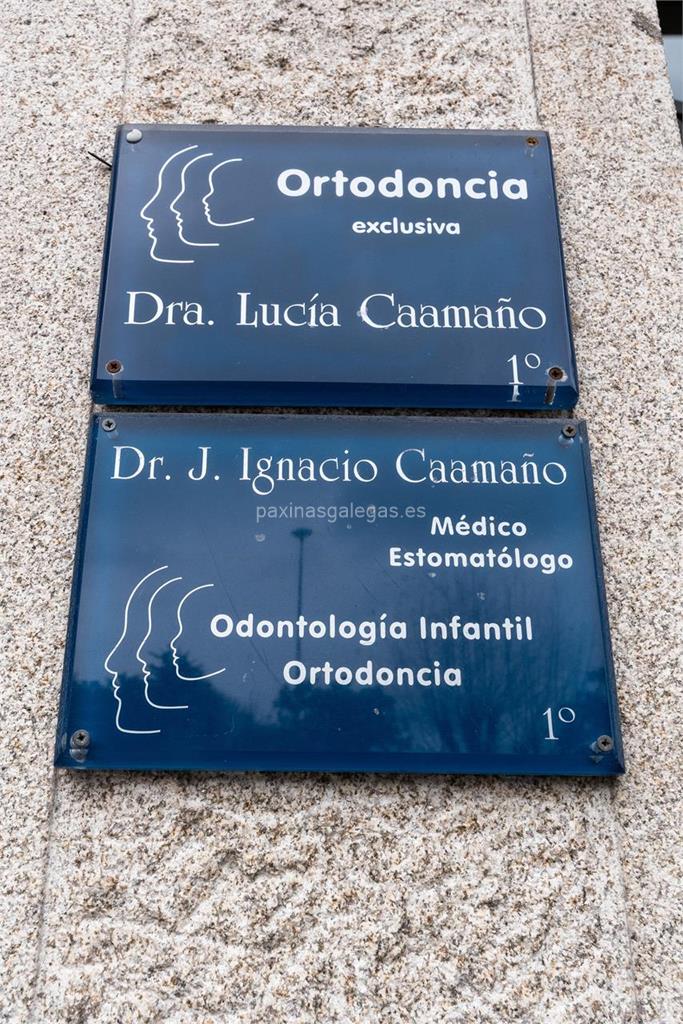 Ortodoncia
exclusiva
Dra. Lucía Caamaño
1º
Dr. J. Ignacio Caamaño
paxinasgalegas.es
Médico
Estomatólogo
Odontología Infantil
Ortodoncia
1º